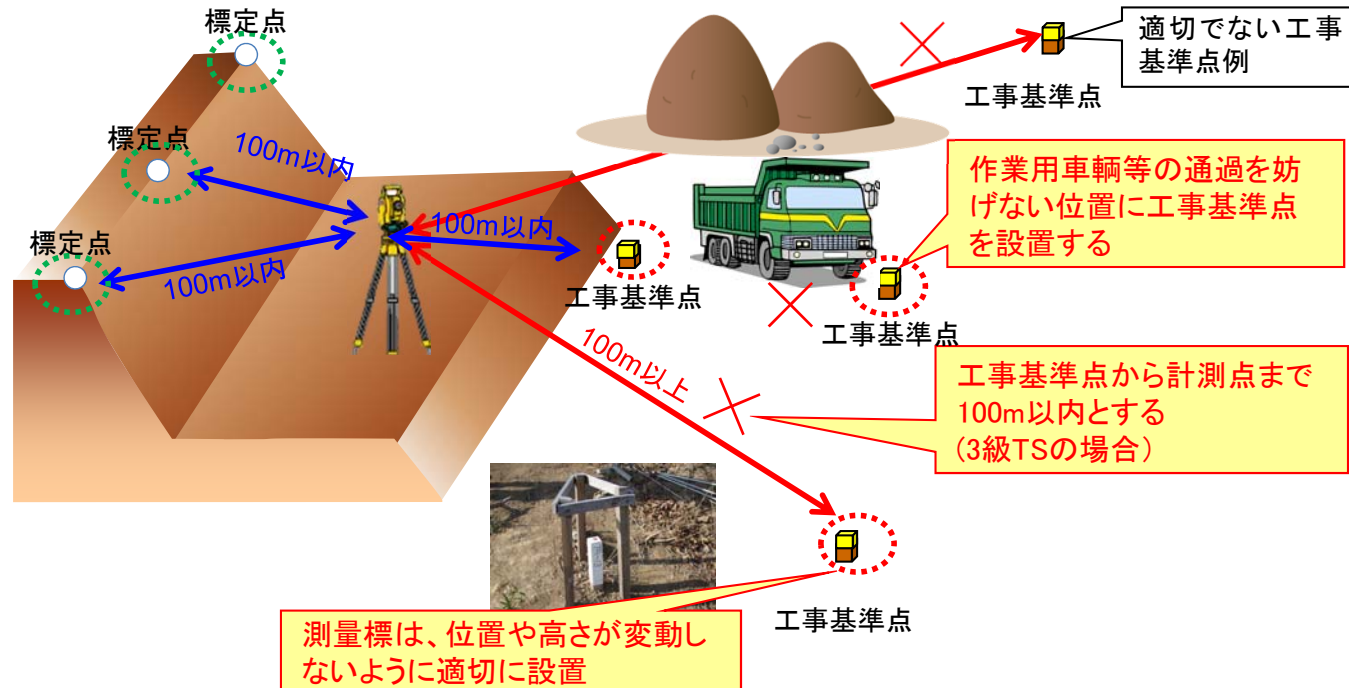 標定点
適切でない工事
基準点例
工事基準点
標定点
100m以内
作業用車輌等の通過を妨
げない位置に工事基準点
を設置する
標定点
100m以内
100m以内
工事基準点
工事基準点
100m以上
工事基準点から計測点まで
100m以内とする
(3級TSの場合)
工事基準点
測量標は、位置や高さが変動し
ないように適切に設置